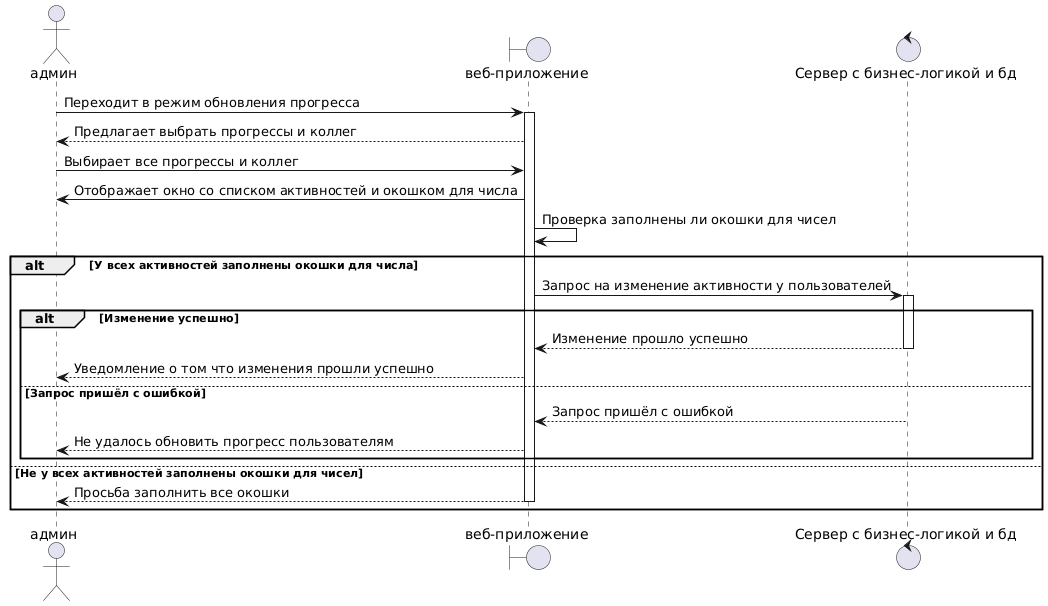 админ
веб-приложение
Сервер с бизнес-логикой и бд
Переходит в режим обновления прогресса
Предлагает выбрать прогрессы и коллег
Выбирает все прогрессы и коллег
Отображает окно со списком активностей и окошком для числа
Проверка заполнены ли окошки для чисел
alt [У всех активностей заполнены окошки для числа]
Запрос на изменение активности у пользователей
alt [Изменение успешно]
Изменение прошло успешно
Уведомление о том что изменения прошли успешно
[Запрос пришёл с ошибкой]
Запрос пришёл с ошибкой
Не удалось обновить прогресс пользователям
[Не у всех активностей заполнены окошки для чисел]
Просьба заполнить все окошки
админ
веб-приложение
Сервер с бизнес-логикой и бд